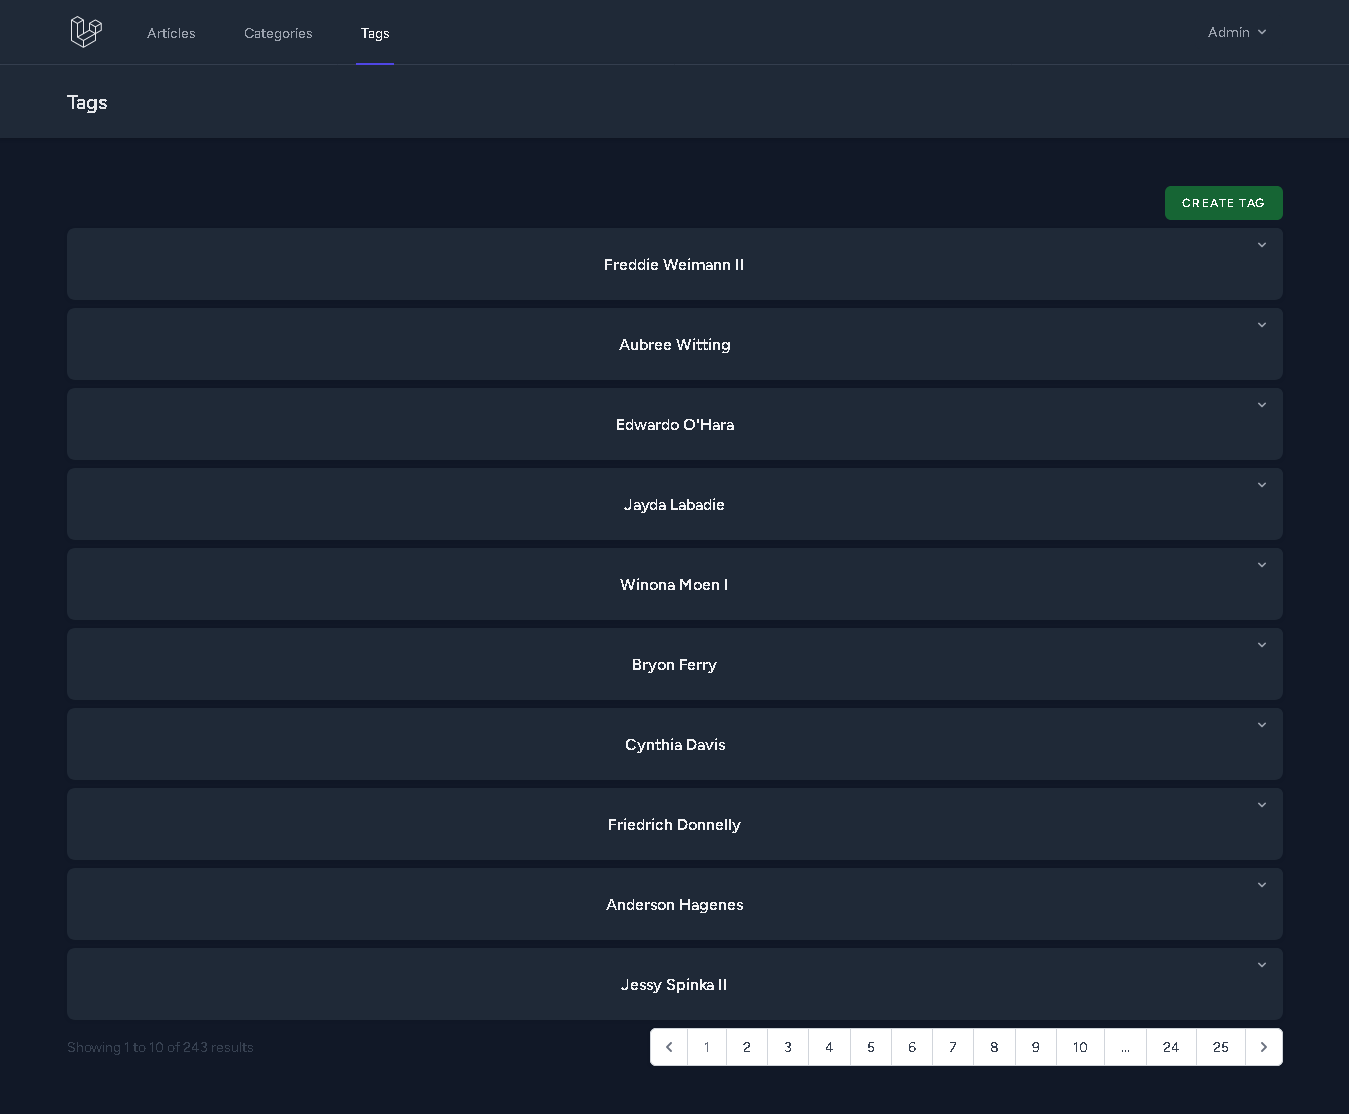 Articles Categories Tags Admin
Tags
CREATE TAG
Freddie Weimann II
Aubree Witting
Edwardo O'Hara
Jayda Labadie
Winona Moen I
Bryon Ferry
Cynthia Davis
Friedrich Donnelly
Anderson Hagenes
Jessy Spinka II
Showing 1 to 10 of 243 results 1 2 3 4 5 6 7 8 9 10 ... 24 25